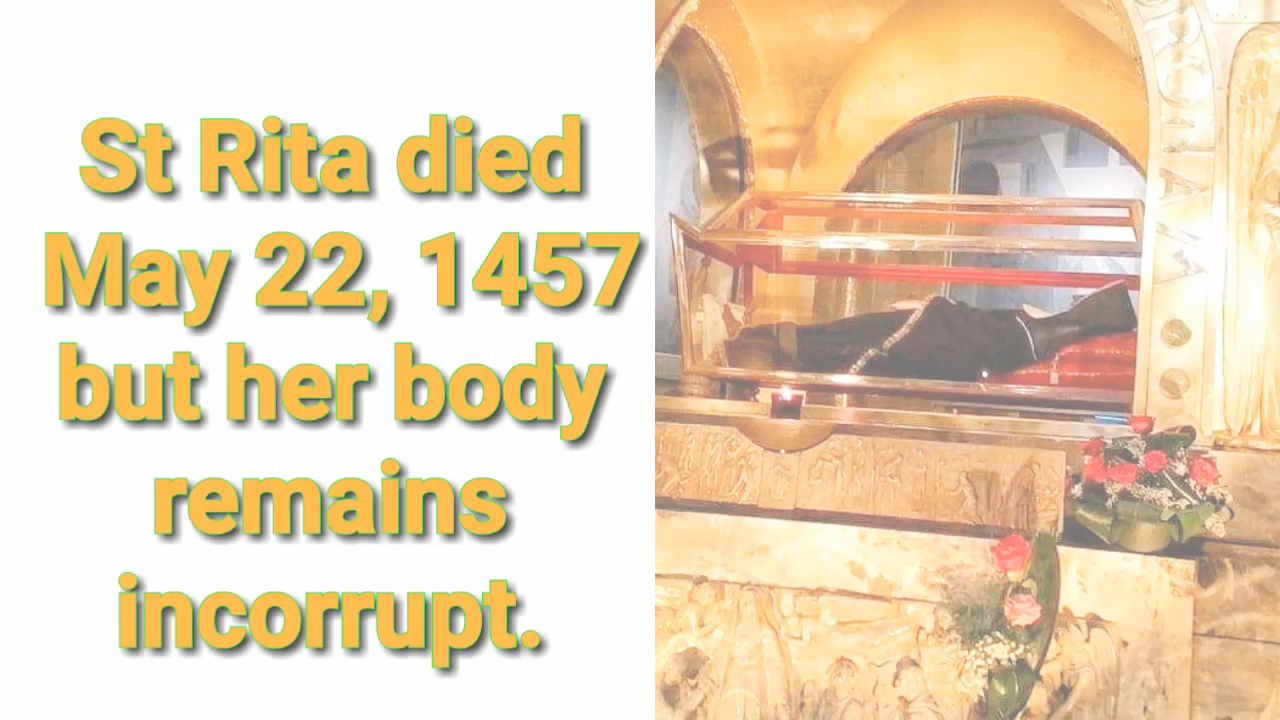 St Rita died
May 22, 1457
but her body
remains
incorrupt.